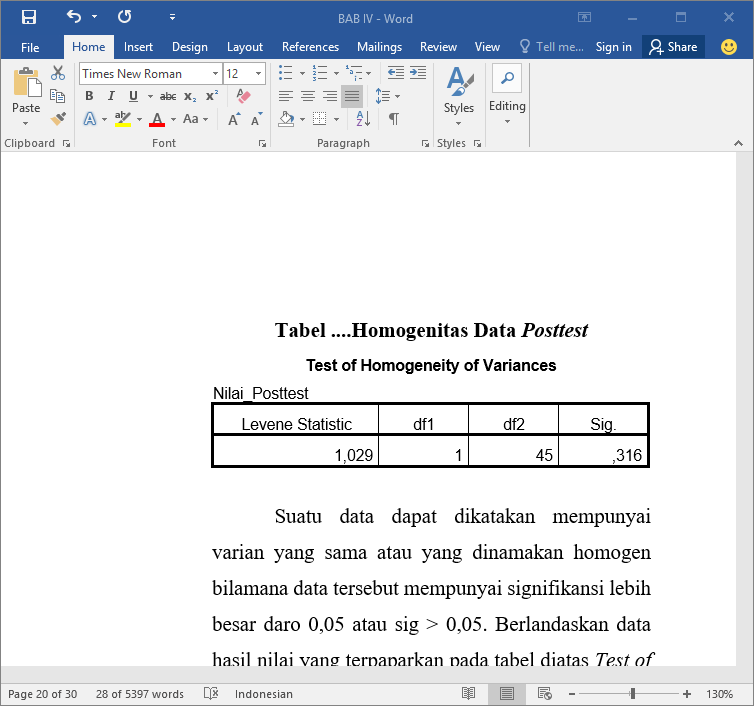 BAB IV - Word
File Home Insert Design Layout References Mailings Review View Tell me... Sign in Share
Paste
Times New Roman 12
B I U abc x₂ x²
A ab A Aa A A
Styles
Editing
Clipboard Font Paragraph Styles
Tabel ....Homogenitas Data Posttest
Test of Homogeneity of Variances
Nilai_Posttest
Levene Statistic df1 df2 Sig.
1,029 1 45 ,316
Suatu data dapat dikatakan mempunyai
varian yang sama atau yang dinamakan homogen
bilamana data tersebut mempunyai signifikansi lebih
besar daro 0,05 atau sig > 0,05. Berlandaskan data
hasil nilai yang terpaparkan pada tabel diatas Test of
Page 20 of 30 28 of 5397 words Indonesian 130%